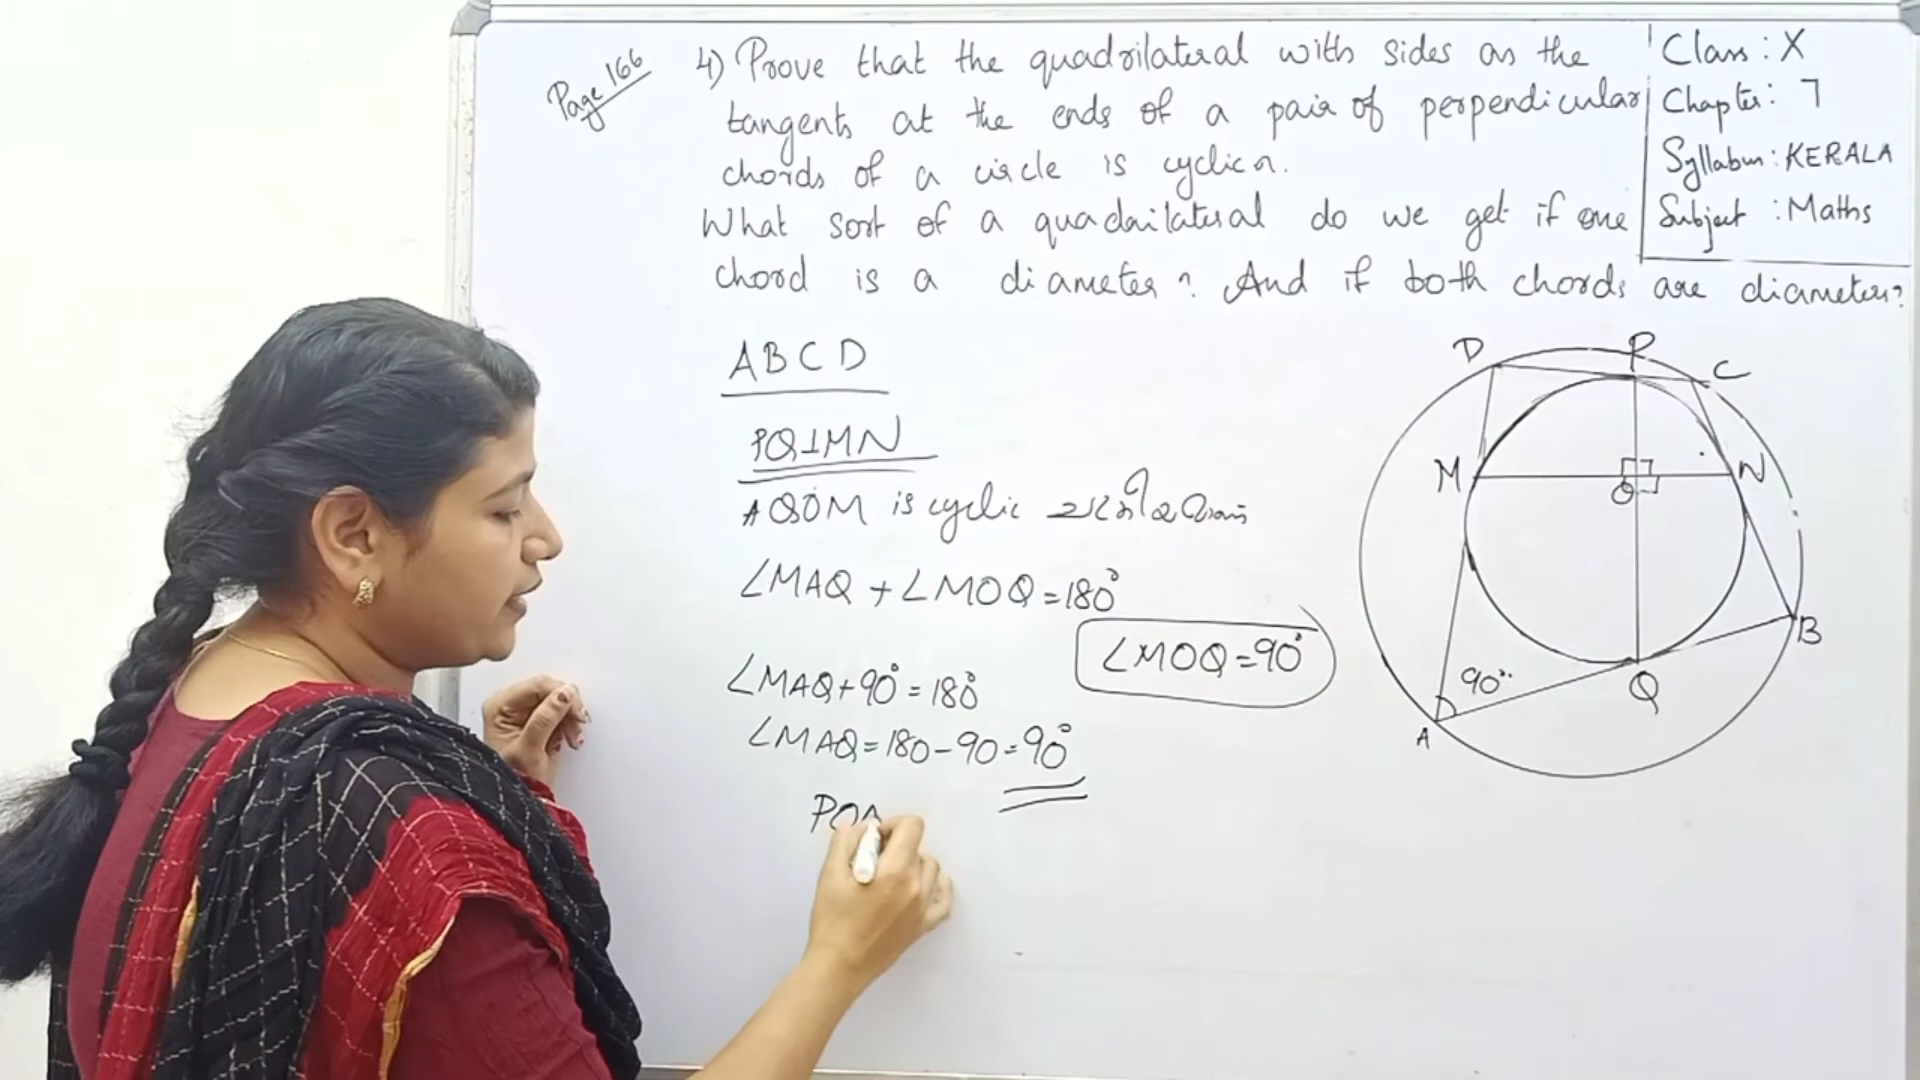 Page 166
4) Prove that the quadrilateral with sides as the
tangents at the ends of a pair of perpendicular
chords of a circle is cyclic.
What sort of a quadrilateral do we get if one
chord is a diameter? And if both chords are diameters?
Class : X
Chapter : 7
Syllabus : KERALA
Subject : Maths
ABCD
PQ⊥MN
AQOM is cyclic
∠MAQ + ∠MOQ = 180°
∠MOQ = 90°
∠MAQ + 90° = 180°
∠MAQ = 180 - 90 = 90°
D P C
M O N
B
90°
Q
A